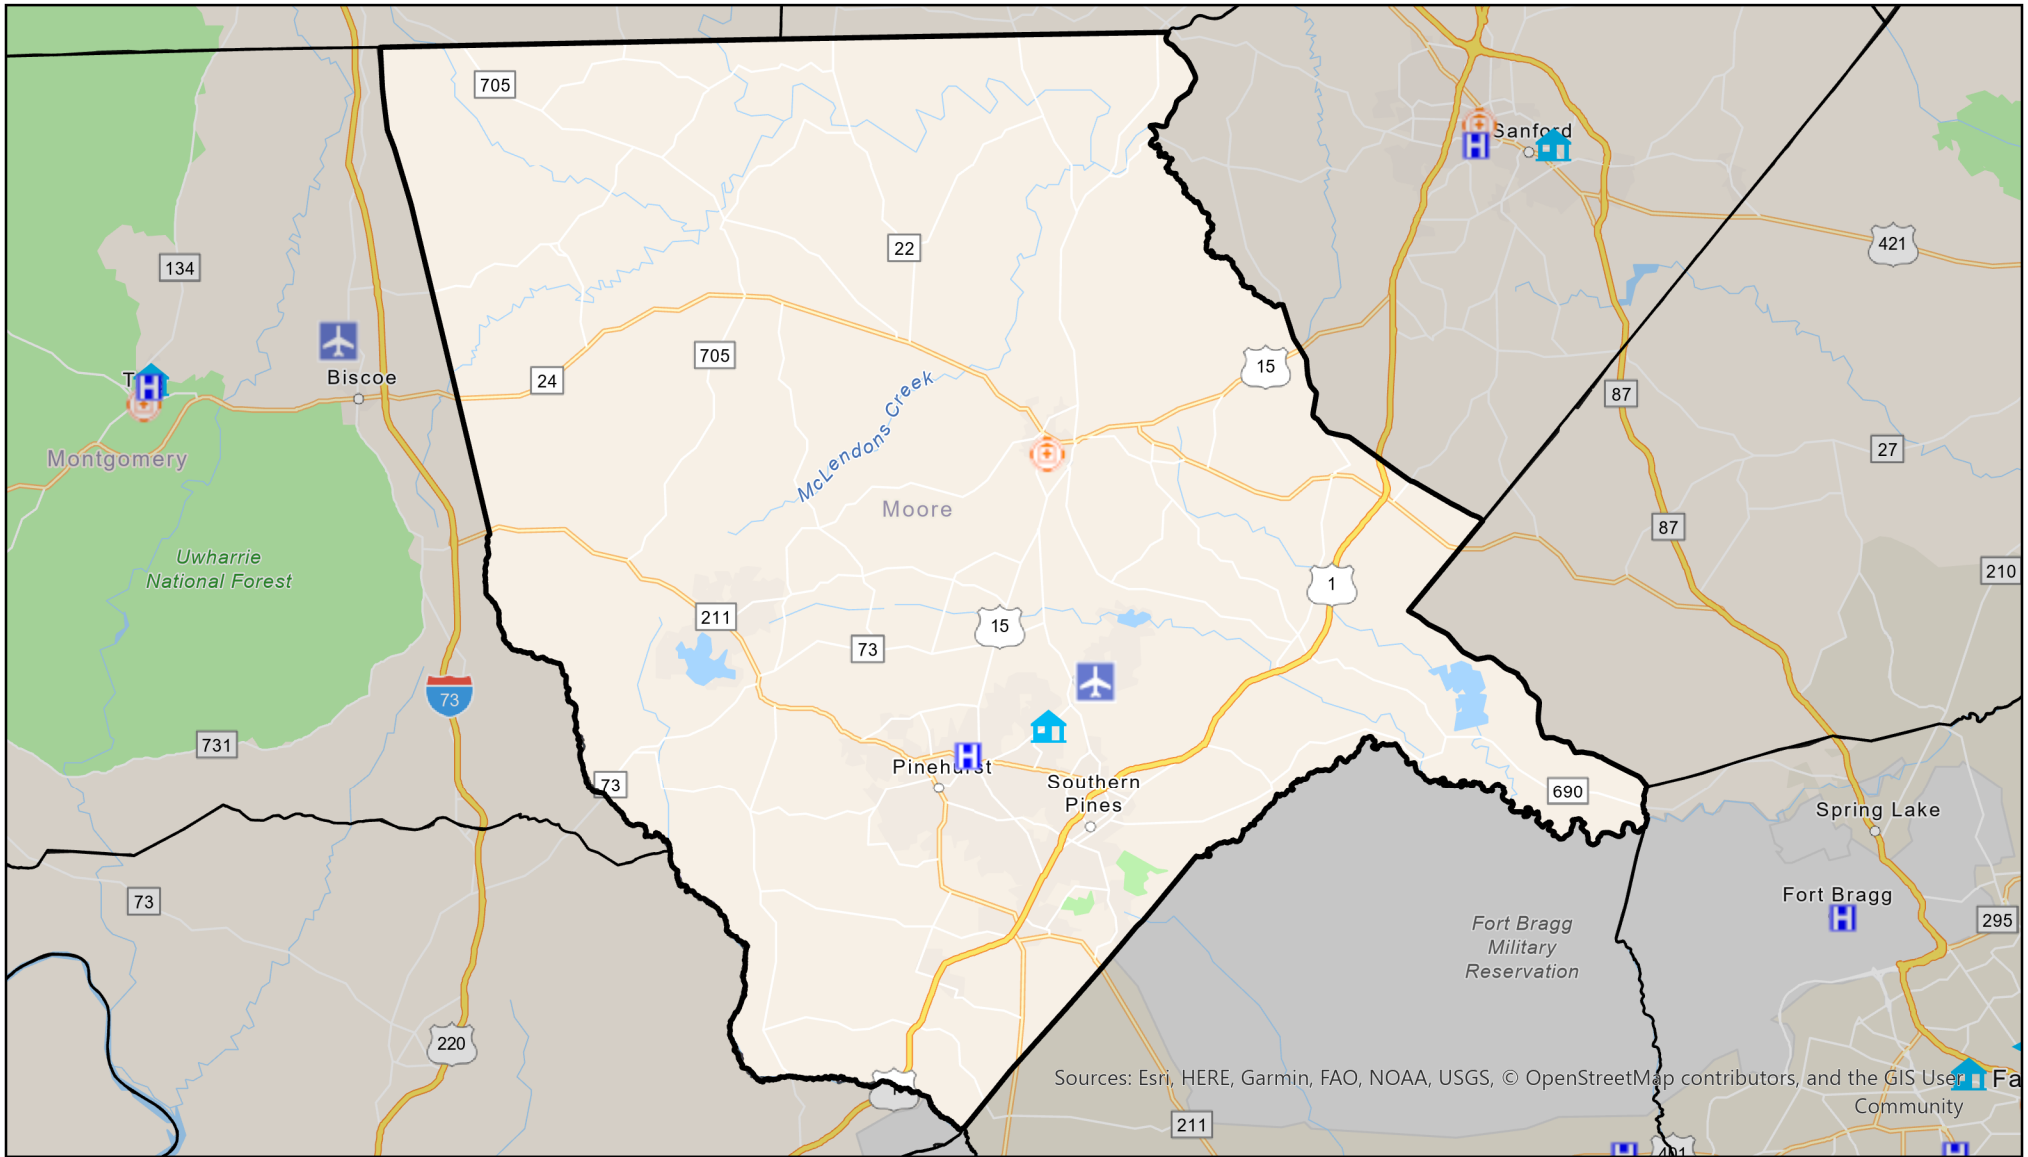 705
Sanford
22
421
134
15
Biscoe
705
24
87
McLendons Creek
27
Montgomery
Moore
87
Uwharrie
National Forest
210
1
211
15
73
73
731
Pinehurst
Southern
Pines
73
690
Spring Lake
73
Fort Bragg
295
Fort Bragg
Military
Reservation
220
Sources: Esri, HERE, Garmin, FAO, NOAA, USGS, © OpenStreetMap contributors, and the GIS User
Community
Fa
211
401